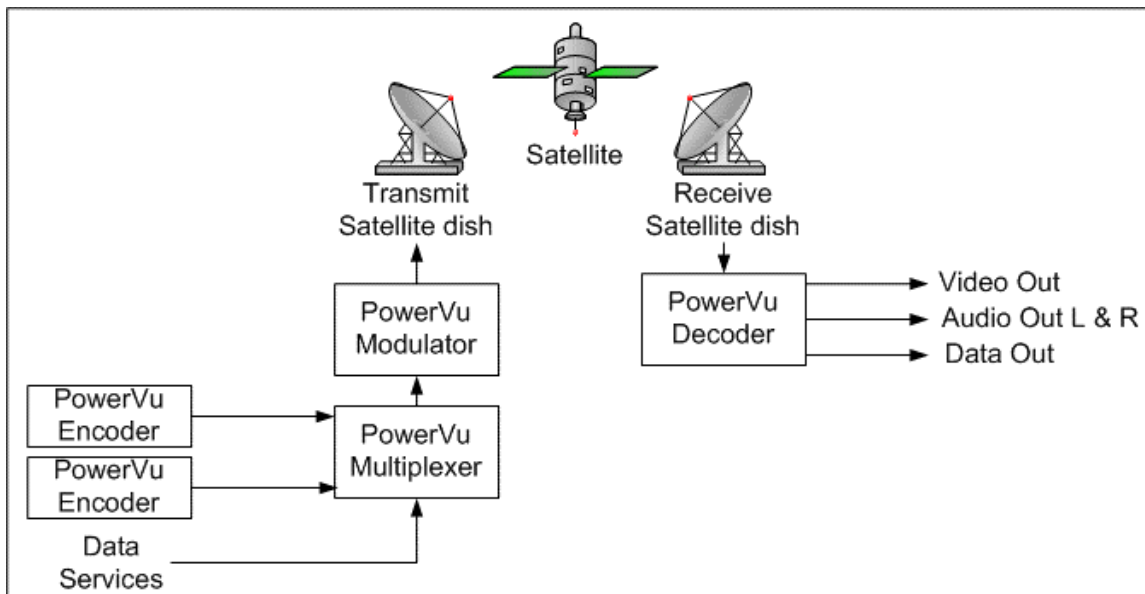 Satellite
Transmit
Satellite dish
Receive
Satellite dish
PowerVu
Modulator
PowerVu
Decoder
Video Out
Audio Out L & R
Data Out
PowerVu
Encoder
PowerVu
Multiplexer
PowerVu
Encoder
Data
Services